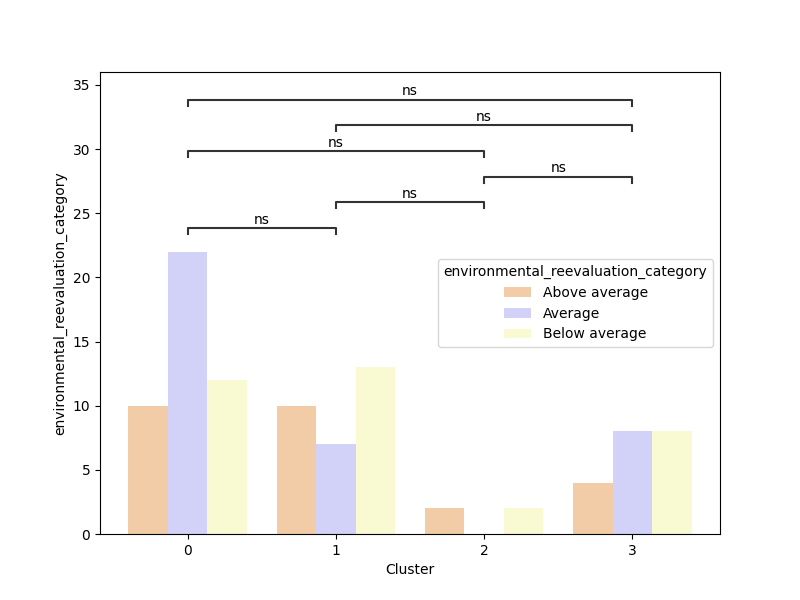 35
30
25
20
15
10
5
0
environmental_reevaluation_category
ns
ns
ns
ns
ns
ns
environmental_reevaluation_category
Above average
Average
Below average
0 1 2 3
Cluster